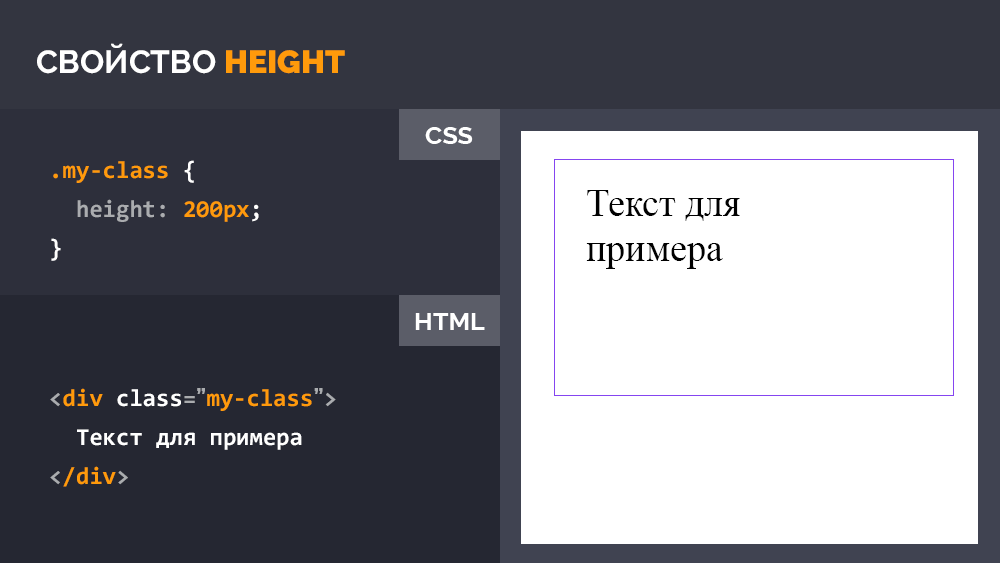 СВОЙСТВО HEIGHT
CSS
.my-class {
height: 200px;
}
HTML
<div class="my-class">
Текст для примера
</div>
Текст для
примера